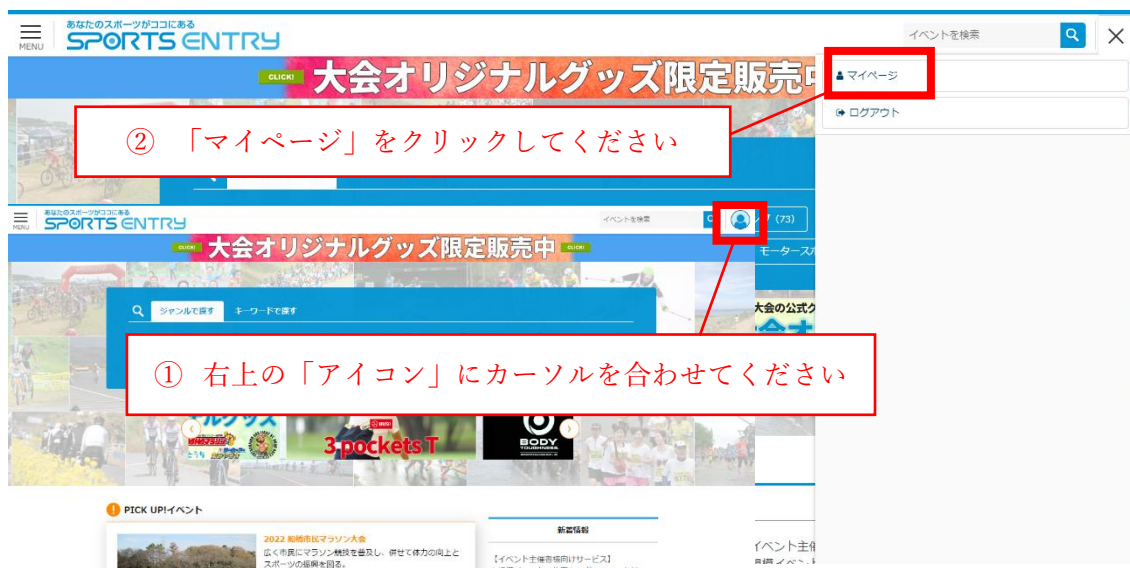 MENU
あなたのスポーツがココにある
SPORTS ENTRY
イベントを検索
CLICK! 大会オリジナルグッズ限定販売中
マイページ
ログアウト
② 「マイページ」をクリックしてください
MENU
あなたのスポーツがココにある
SPORTS ENTRY
イベントを検索
(73)
CLICK! 大会オリジナルグッズ限定販売中 CLICK!
モータース
ジャンルで探す キーワードで探す
大会の公式
① 右上の「アイコン」にカーソルを合わせてください
ルグッズ
3 pockets T
BODY
PICK UP!イベント
新着情報
2022 船橋市民マラソン大会
広く市民にマラソン競技を普及し、併せて体力の向上と
スポーツの振興を図る。
【イベント主催者様向けサービス】
イベント主催